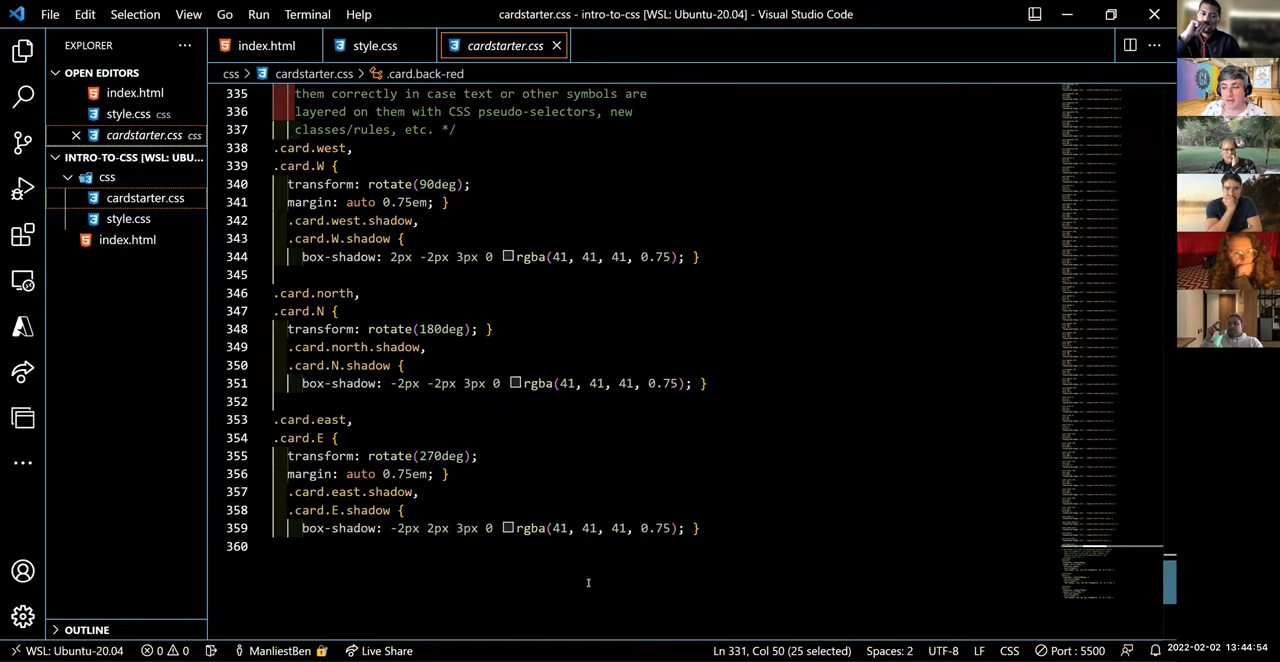 File Edit Selection View Go Run Terminal Help
cardstarter.css - intro-to-css [WSL: Ubuntu-20.04] - Visual Studio Code
EXPLORER
OPEN EDITORS
index.html
style.css css
cardstarter.css css
INTRO-TO-CSS [WSL: UBU...
css
cardstarter.css
style.css
index.html
OUTLINE
index.html style.css cardstarter.css
css > cardstarter.css > .card.back-red
335 them correctly in case text or other symbols are
336 layered on them with CSS pseudo-selectors, new
337 classes/rules, etc. */
338 .card.west,
339 .card.W {
340 transform: rotate(90deg);
341 margin: auto 0.75em; }
342 .card.west.shadow,
343 .card.W.shadow {
344 box-shadow: 2px -2px 3px 0 rgba(41, 41, 41, 0.75); }
345
346 .card.north,
347 .card.N {
348 transform: rotate(180deg); }
349 .card.north.shadow,
350 .card.N.shadow {
351 box-shadow: -2px -2px 3px 0 rgba(41, 41, 41, 0.75); }
352
353 .card.east,
354 .card.E {
355 transform: rotate(270deg);
356 margin: auto 0.75em; }
357 .card.east.shadow,
358 .card.E.shadow {
359 box-shadow: -2px 2px 3px 0 rgba(41, 41, 41, 0.75); }
360
WSL: Ubuntu-20.04 0 0 ManliestBen Live Share Ln 331, Col 50 (25 selected) Spaces: 2 UTF-8 LF CSS Port : 5500
2022-02-02 13:44:54